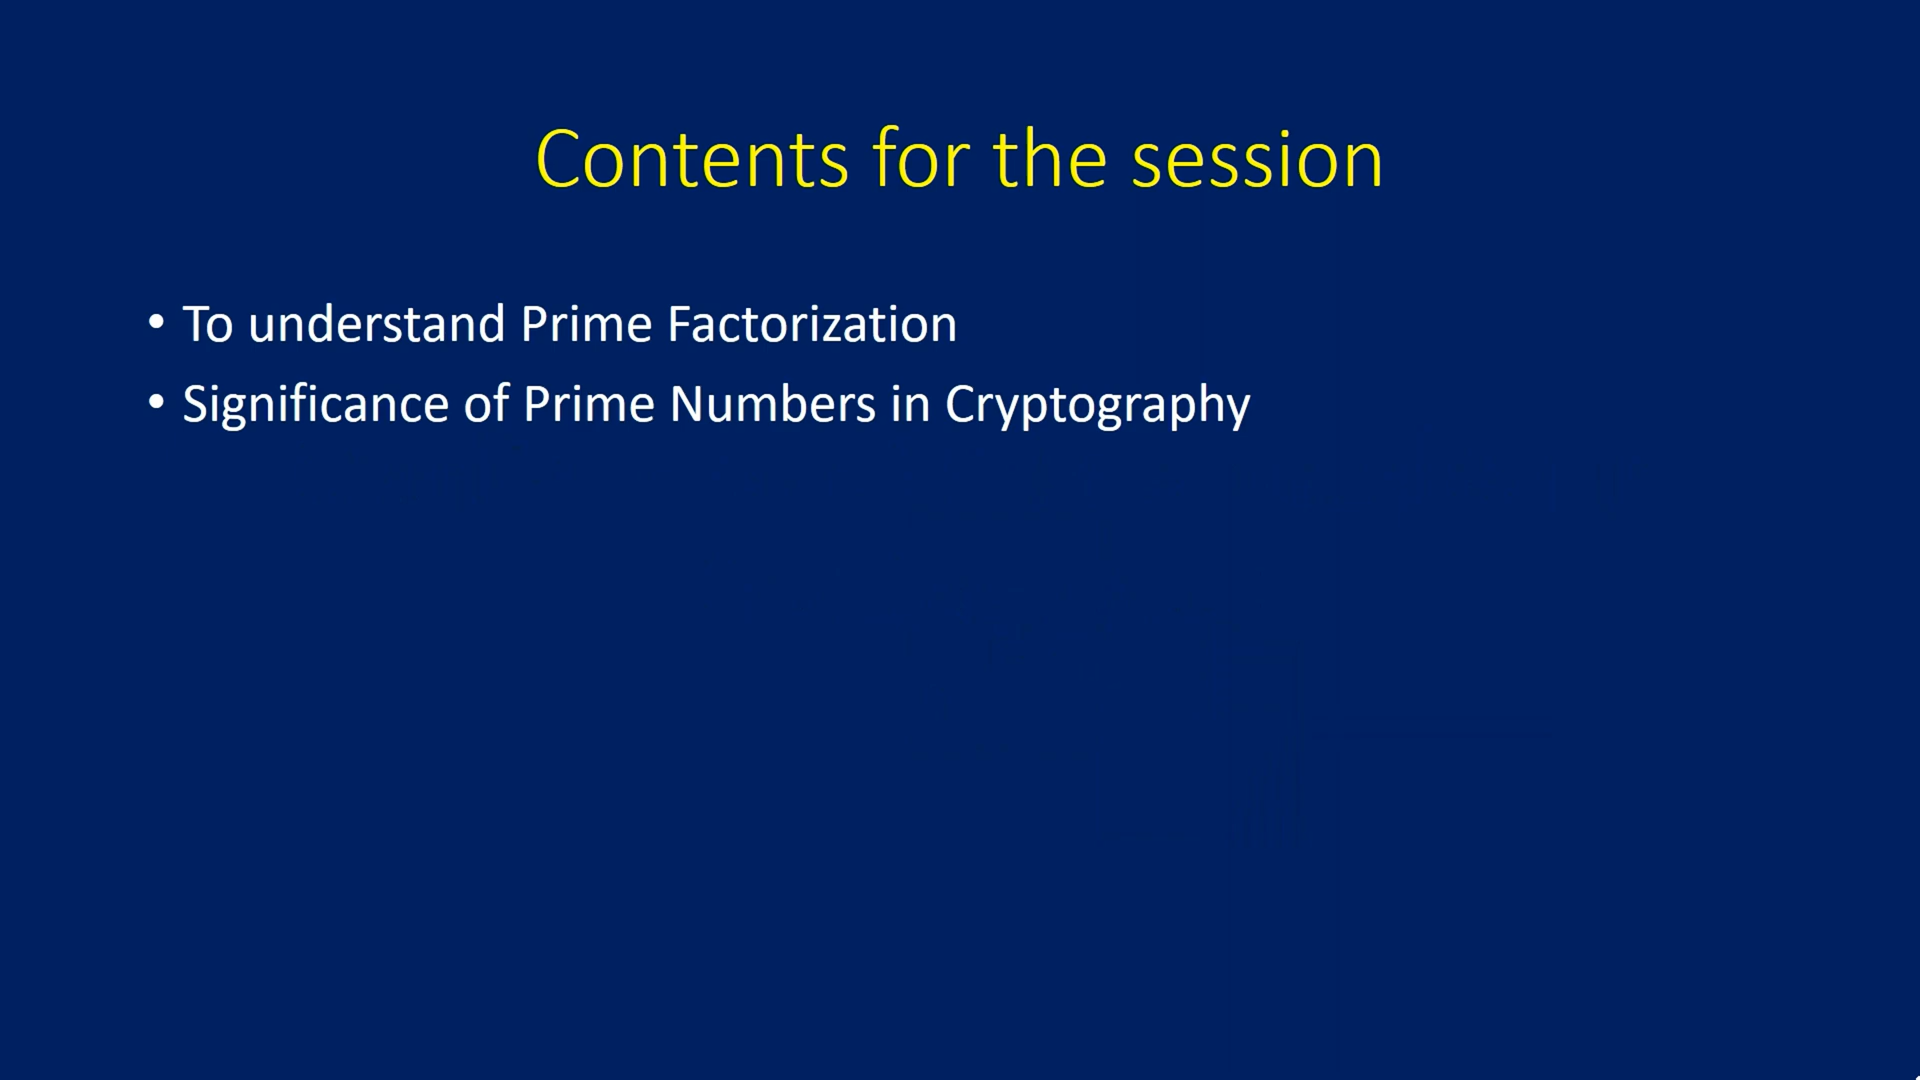 Contents for the session
• To understand Prime Factorization
• Significance of Prime Numbers in Cryptography